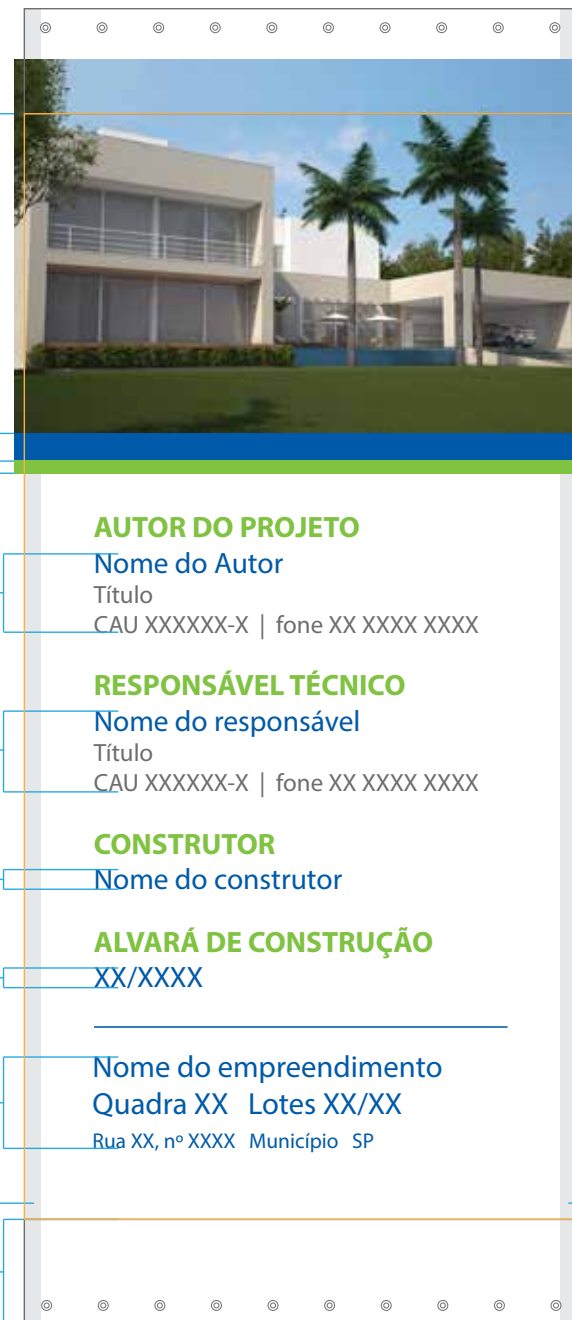 AUTOR DO PROJETO
Nome do Autor
Título
CAU XXXXXX-X | fone XX XXXX XXXX
RESPONSÁVEL TÉCNICO
Nome do responsável
Título
CAU XXXXXX-X | fone XX XXXX XXXX
CONSTRUTOR
Nome do construtor
ALVARÁ DE CONSTRUÇÃO
XX/XXXX
Nome do empreendimento
Quadra XX Lotes XX/XX
Rua XX, nº XXXX Município SP